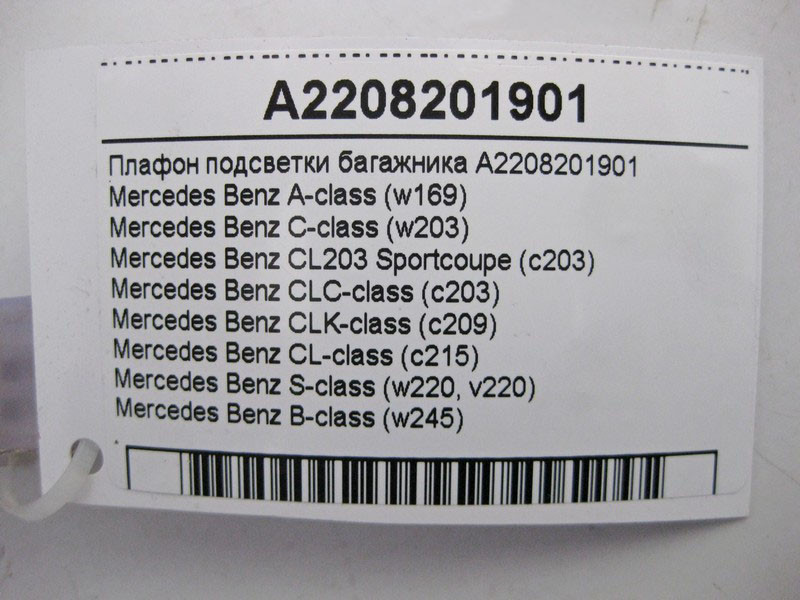 A2208201901
Плафон подсветки багажника A2208201901
Mercedes Benz A-class (w169)
Mercedes Benz C-class (w203)
Mercedes Benz CL203 Sportcoupe (c203)
Mercedes Benz CLC-class (c203)
Mercedes Benz CLK-class (c209)
Mercedes Benz CL-class (c215)
Mercedes Benz S-class (w220, v220)
Mercedes Benz B-class (w245)